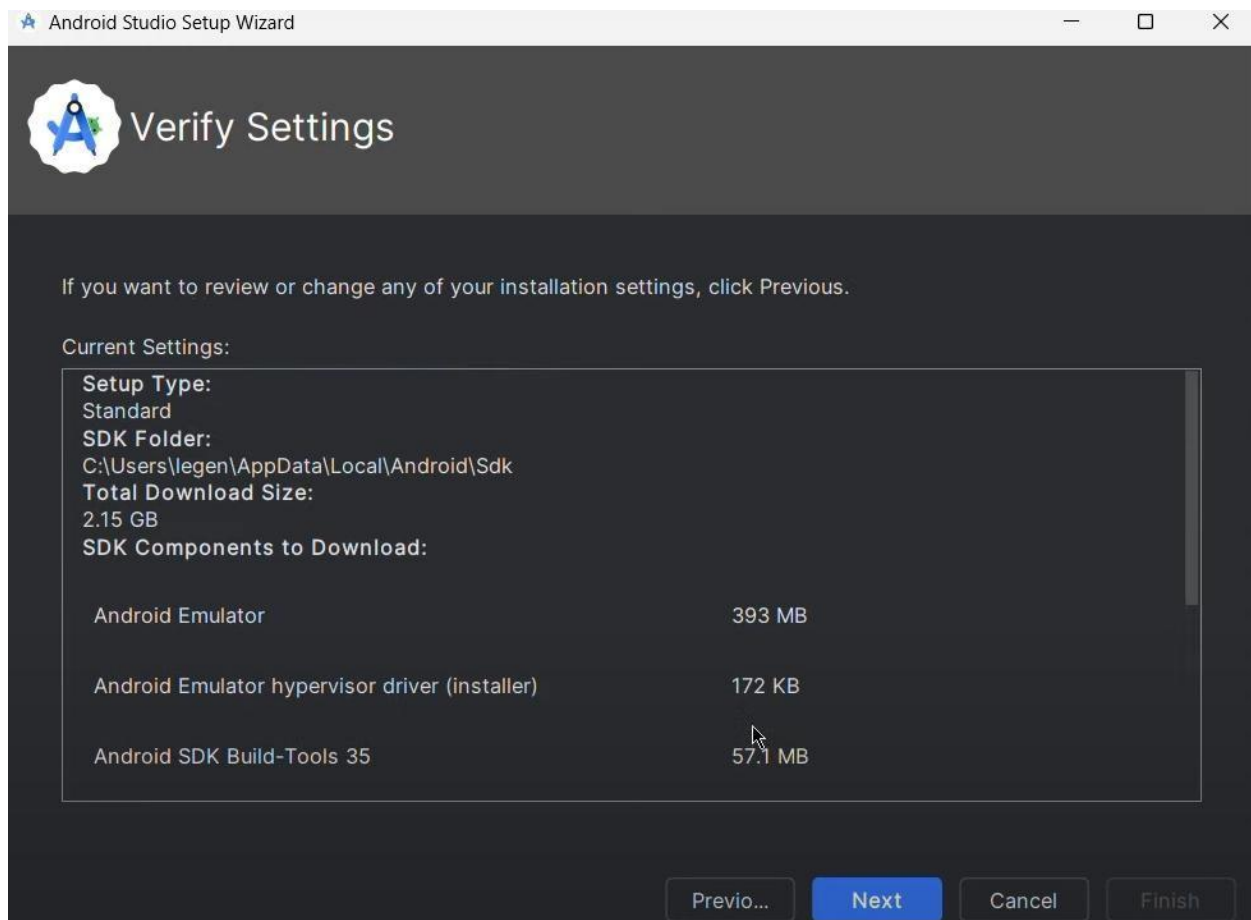 Android Studio Setup Wizard
Verify Settings
If you want to review or change any of your installation settings, click Previous.
Current Settings:
Setup Type:
Standard
SDK Folder:
C:\Users\legen\AppData\Local\Android\Sdk
Total Download Size:
2.15 GB
SDK Components to Download:
Android Emulator 393 MB
Android Emulator hypervisor driver (installer) 172 KB
Android SDK Build-Tools 35 57.1 MB
Previo... Next Cancel Finish